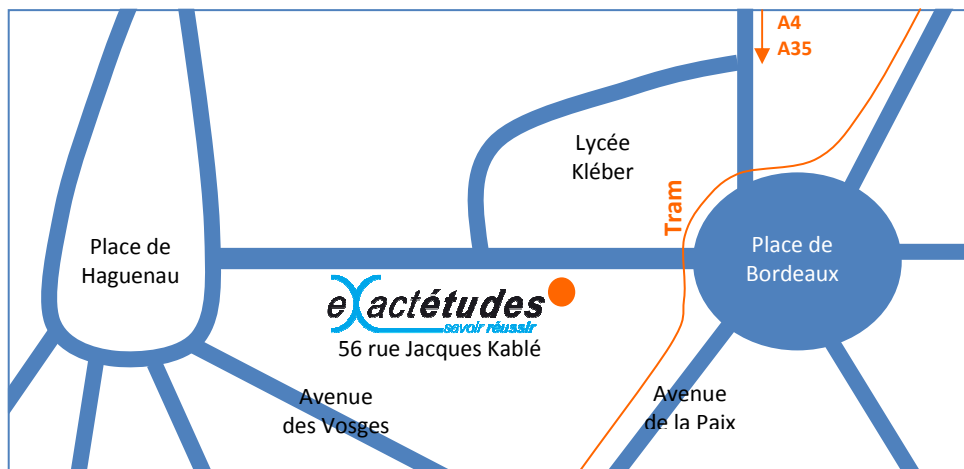 A4
A35
Lycée
Kléber
Tram
Place de
Haguenau
Place de
Bordeaux
eXactétudes
savoir réussir
56 rue Jacques Kablé
Avenue
des Vosges
Avenue
de la Paix